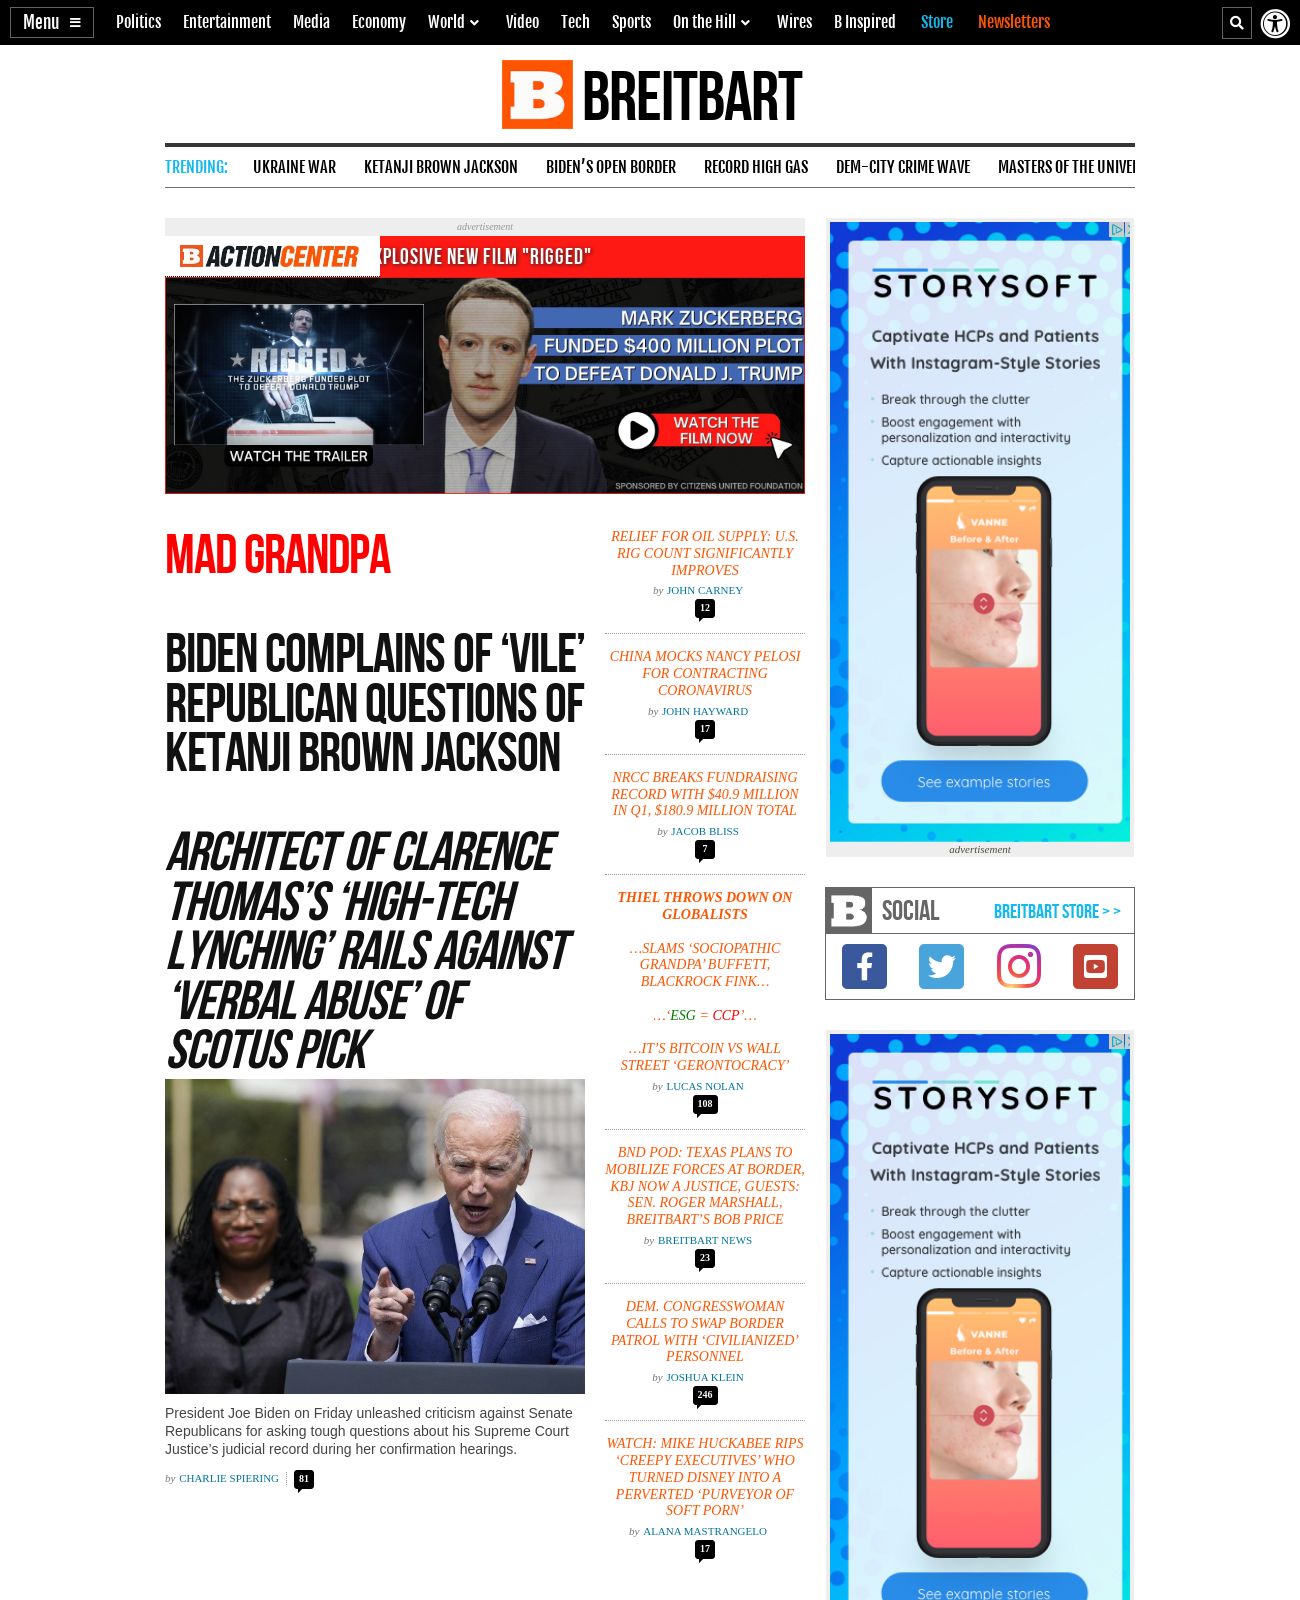 Menu
Politics
Entertainment
Media
Economy
World
Video
Tech
Sports
On the Hill
Wires
B Inspired
Store
Newsletters
B BREITBART
TRENDING:
UKRAINE WAR
KETANJI BROWN JACKSON
BIDEN'S OPEN BORDER
RECORD HIGH GAS
DEM-CITY CRIME WAVE
MASTERS OF THE UNIVER
advertisement
B ACTIONCENTER
XPLOSIVE NEW FILM "RIGGED"
RIGGED
THE ZUCKERBERG FUNDED PLOT
TO DEFEAT DONALD TRUMP
WATCH THE TRAILER
MARK ZUCKERBERG
FUNDED $400 MILLION PLOT
TO DEFEAT DONALD J. TRUMP
WATCH THE
FILM NOW
SPONSORED BY CITIZENS UNITED FOUNDATION
MAD GRANDPA
BIDEN COMPLAINS OF ‘VILE’
REPUBLICAN QUESTIONS OF
KETANJI BROWN JACKSON
ARCHITECT OF CLARENCE
THOMAS’S ‘HIGH-TECH
LYNCHING’ RAILS AGAINST
‘VERBAL ABUSE’ OF
SCOTUS PICK
President Joe Biden on Friday unleashed criticism against Senate
Republicans for asking tough questions about his Supreme Court
Justice’s judicial record during her confirmation hearings.
by CHARLIE SPIERING
81
RELIEF FOR OIL SUPPLY: U.S.
RIG COUNT SIGNIFICANTLY
IMPROVES
by JOHN CARNEY
12
CHINA MOCKS NANCY PELOSI
FOR CONTRACTING
CORONAVIRUS
by JOHN HAYWARD
17
NRCC BREAKS FUNDRAISING
RECORD WITH $40.9 MILLION
IN Q1, $180.9 MILLION TOTAL
by JACOB BLISS
7
THIEL THROWS DOWN ON
GLOBALISTS
…SLAMS ‘SOCIOPATHIC
GRANDPA’ BUFFETT,
BLACKROCK FINK…
…‘ESG = CCP’…
…IT’S BITCOIN VS WALL
STREET ‘GERONTOCRACY’
by LUCAS NOLAN
108
BND POD: TEXAS PLANS TO
MOBILIZE FORCES AT BORDER,
KBJ NOW A JUSTICE, GUESTS:
SEN. ROGER MARSHALL,
BREITBART’S BOB PRICE
by BREITBART NEWS
23
DEM. CONGRESSWOMAN
CALLS TO SWAP BORDER
PATROL WITH ‘CIVILIANIZED’
PERSONNEL
by JOSHUA KLEIN
246
WATCH: MIKE HUCKABEE RIPS
‘CREEPY EXECUTIVES’ WHO
TURNED DISNEY INTO A
PERVERTED ‘PURVEYOR OF
SOFT PORN’
by ALANA MASTRANGELO
17
STORYSOFT
Captivate HCPs and Patients
With Instagram-Style Stories
• Break through the clutter
• Boost engagement with
personalization and interactivity
• Capture actionable insights
VANNE
Before & After
See example stories
advertisement
B SOCIAL
BREITBART STORE > >
STORYSOFT
Captivate HCPs and Patients
With Instagram-Style Stories
• Break through the clutter
• Boost engagement with
personalization and interactivity
• Capture actionable insights
VANNE
Before & After
See example stories